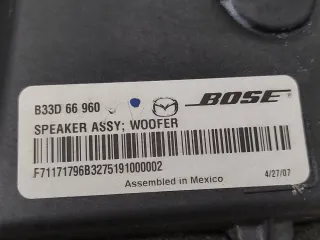 B33D 66 960
BOSE
SPEAKER ASSY; WOOFER
F71171796B3275191000002
Assembled in Mexico
4/27/07